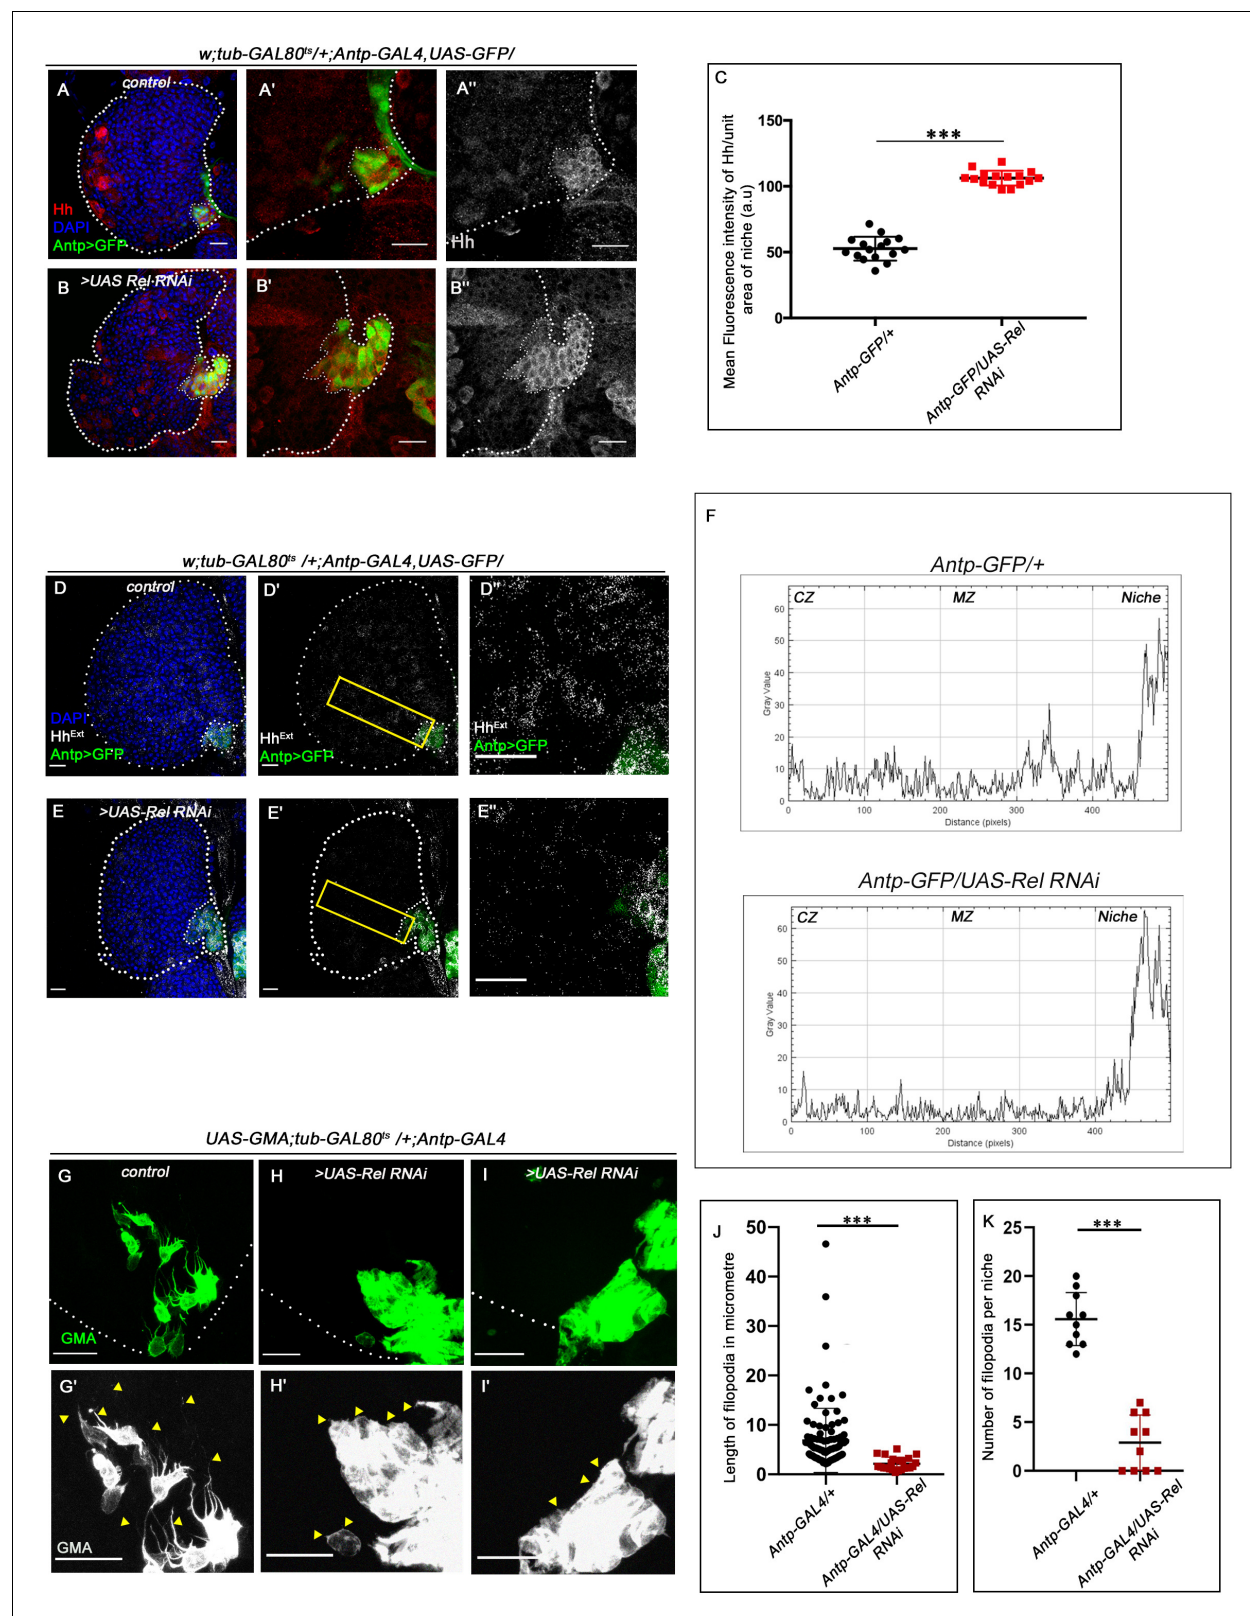 w;tub-GAL80ts/+;Antp-GAL4,UAS-GFP/
A
control
Hh
DAPI
Antp>GFP
A'
A''
Hh
B
>UAS Rel RNAi
B'
B''
C
Mean Fluorescence intensity of Hh/unit
area of niche (a.u)
150
100
50
0
***
Antp-GFP/+
Antp-GFP/UAS-Rel
RNAi
w;tub-GAL80ts /+;Antp-GAL4,UAS-GFP/
D
control
DAPI
HhExt
Antp>GFP
D'
HhExt
Antp>GFP
D''
HhExt
Antp>GFP
E
>UAS-Rel RNAi
E'
E''
F
Antp-GFP/+
CZ MZ Niche
Gray Value
60
50
40
30
20
10
0
0 100 200 300 400
Distance (pixels)
Antp-GFP/UAS-Rel RNAi
CZ MZ Niche
Gray Value
60
50
40
30
20
10
0
0 100 200 300 400
Distance (pixels)
UAS-GMA;tub-GAL80ts /+;Antp-GAL4
G
control
GMA
H
>UAS-Rel RNAi
I
>UAS-Rel RNAi
G'
GMA
H'
I'
J
Length of filopodia in micrometre
50
40
30
20
10
0
***
Antp-GAL4/+
Antp-GAL4/UAS-Rel
RNAi
K
Number of filopodia per niche
25
20
15
10
5
0
***
Antp-GAL4/+
Antp-GAL4/UAS-Rel
RNAi